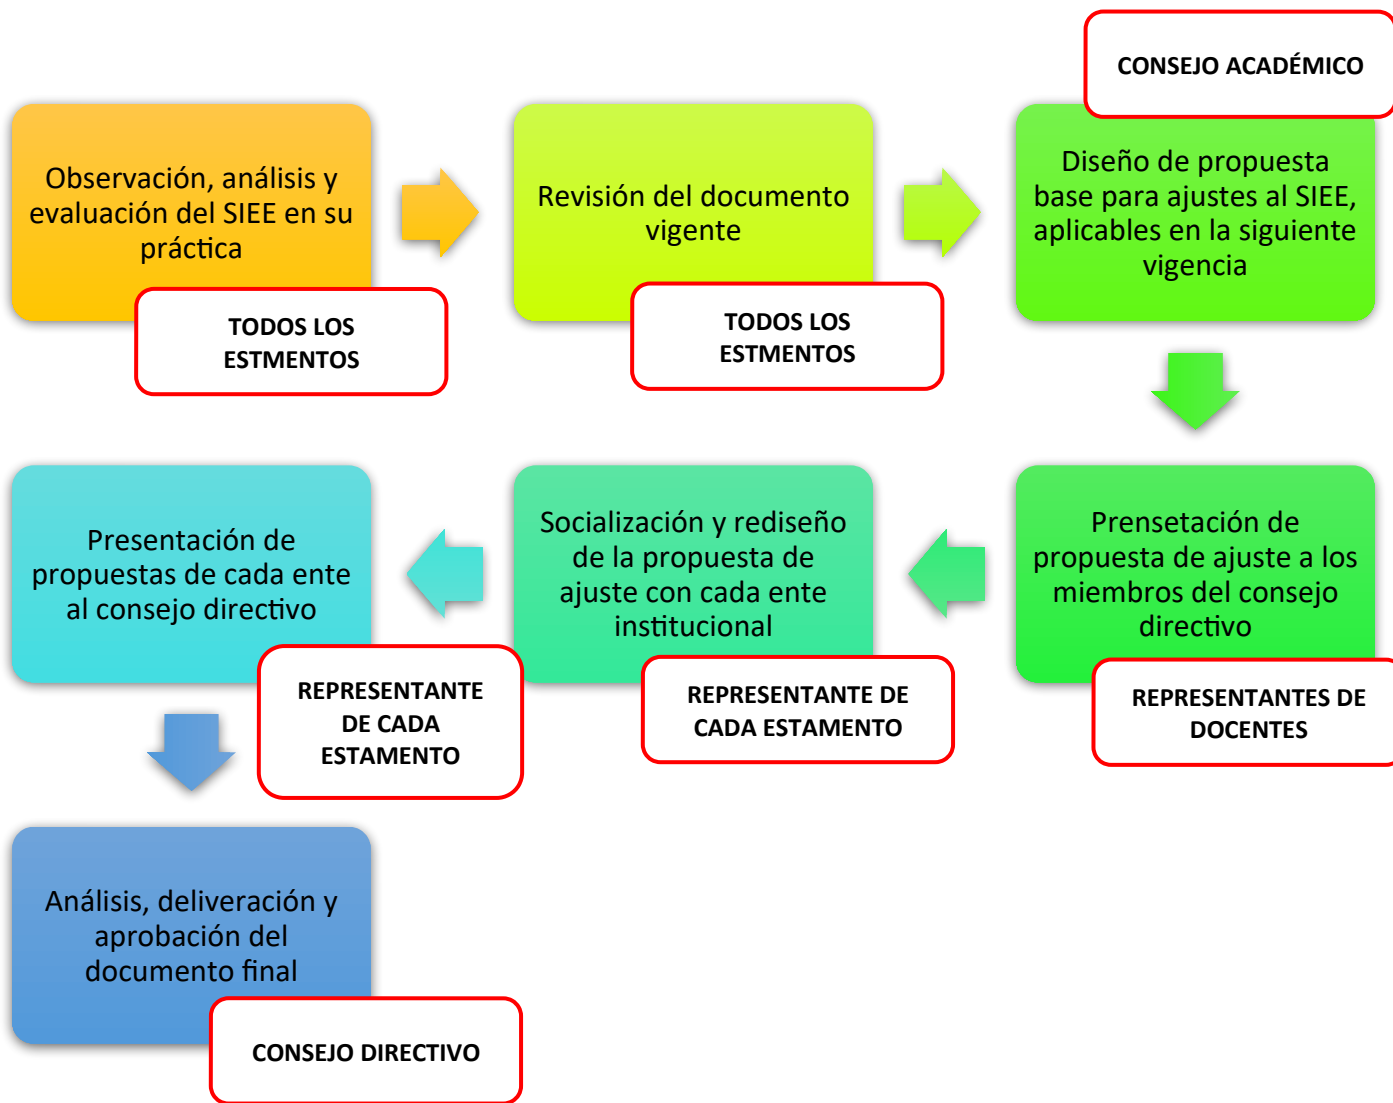 CONSEJO ACADÉMICO
Observación, análisis y
evaluación del SIEE en su
práctica
TODOS LOS
ESTMENTOS
Revisión del documento
vigente
TODOS LOS
ESTMENTOS
Diseño de propuesta
base para ajustes al SIEE,
aplicables en la siguiente
vigencia
Prensetación de
propuesta de ajuste a los
miembros del consejo
directivo
REPRESENTANTES DE
DOCENTES
Socialización y rediseño
de la propuesta de
ajuste con cada ente
institucional
REPRESENTANTE DE
CADA ESTAMENTO
Presentación de
propuestas de cada ente
al consejo directivo
REPRESENTANTE
DE CADA
ESTAMENTO
Análisis, deliveración y
aprobación del
documento final
CONSEJO DIRECTIVO